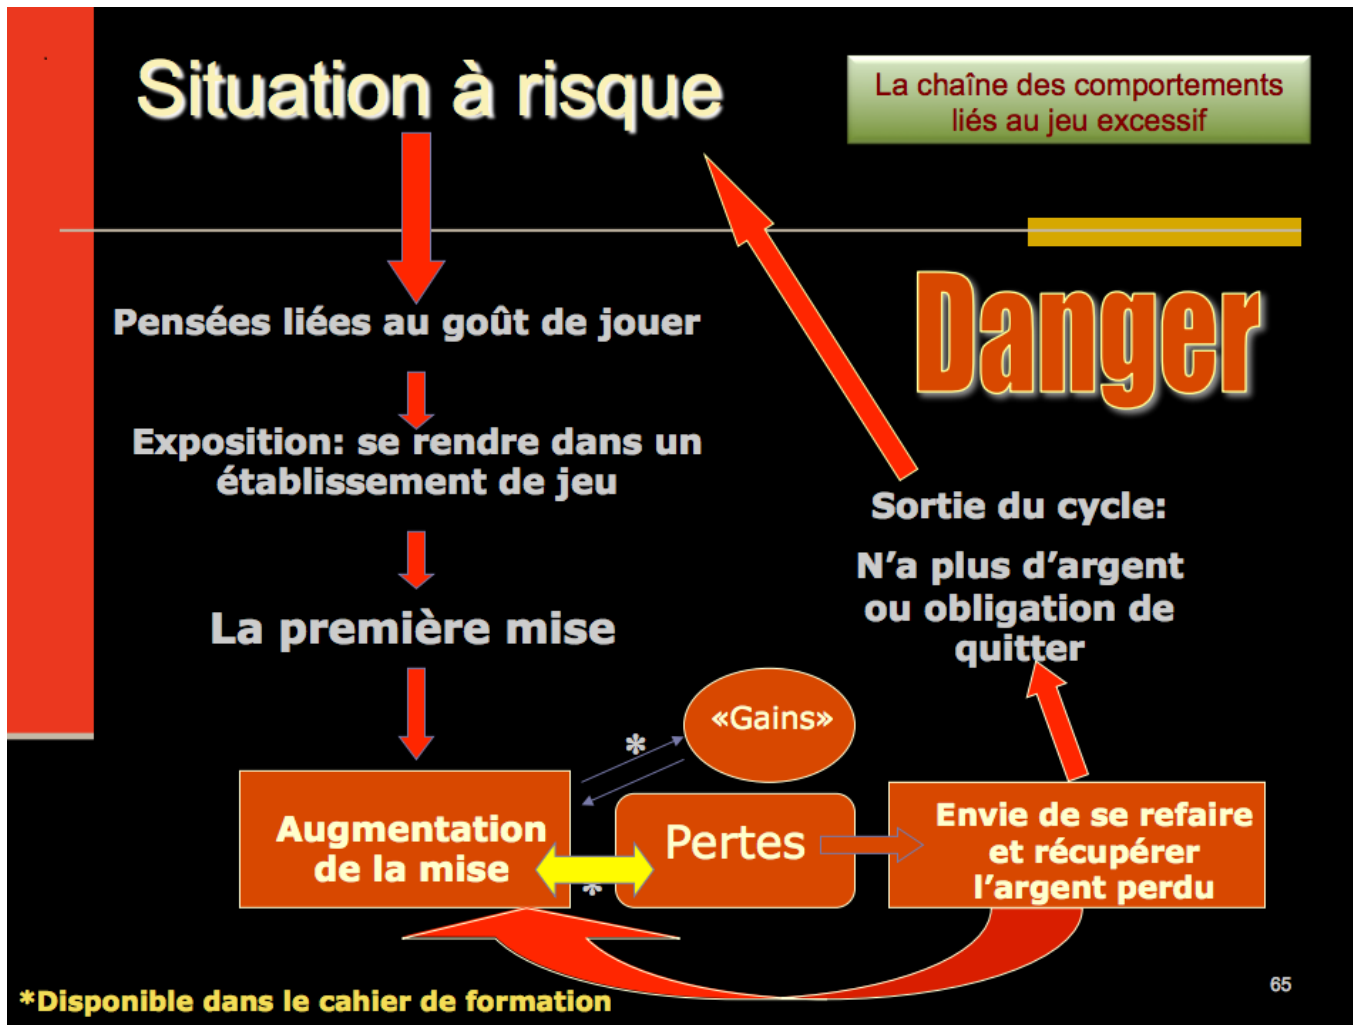 Situation à risque
La chaîne des comportements
liés au jeu excessif
Pensées liées au goût de jouer
Danger
Exposition: se rendre dans un
établissement de jeu
La première mise
Sortie du cycle:
N’a plus d’argent
ou obligation de
quitter
*
«Gains»
Augmentation
de la mise
*
Pertes
Envie de se refaire
et récupérer
l’argent perdu
*Disponible dans le cahier de formation
65